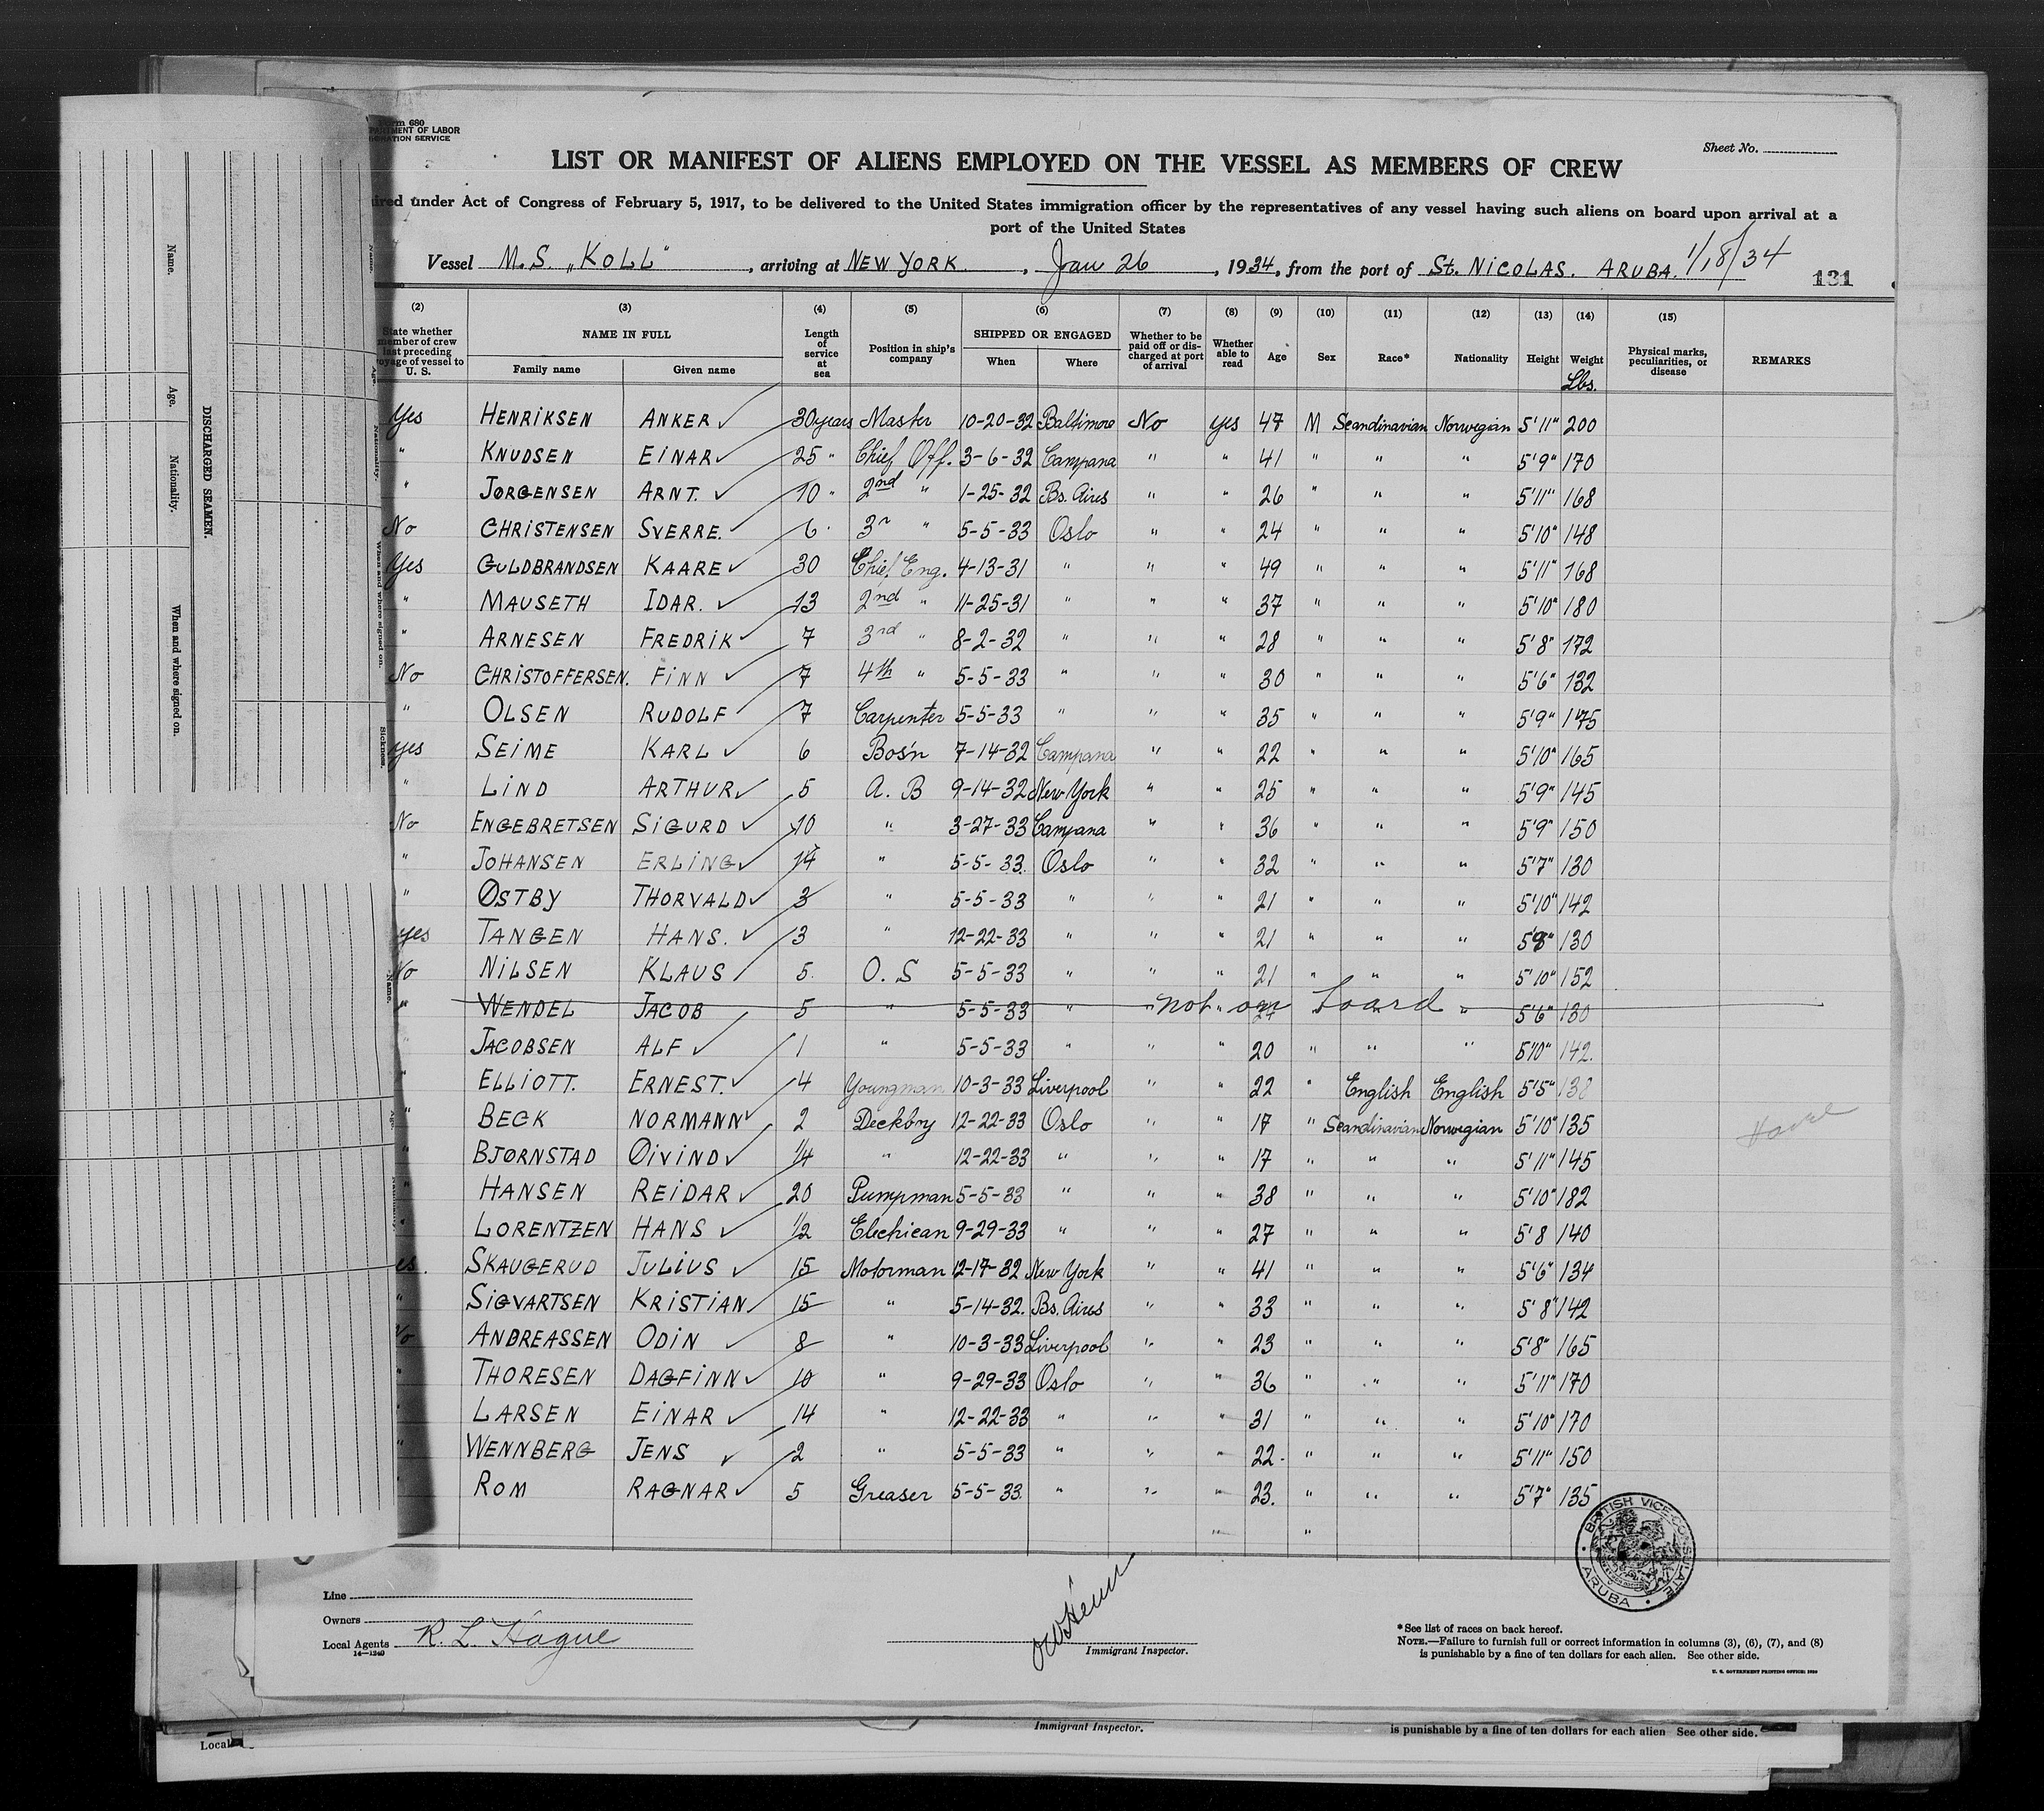 Form 680
PARTMENT OF LABOR
GRATION SERVICE
Sheet No.
LIST OR MANIFEST OF ALIENS EMPLOYED ON THE VESSEL AS MEMBERS OF CREW
ired under Act of Congress of February 5, 1917, to be delivered to the United States immigration officer by the representatives of any vessel having such aliens on board upon arrival at a
port of the United States
Vessel M.S. „KOLL", arriving at NEW YORK, Jan 26, 1934, from the port of St. NICOLAS. ARUBA. 1/18/34
131
(2) (3) (4) (5) (6) (7) (8) (9) (10) (11) (12) (13) (14) (15)
State whether member of crew last preceding voyage of vessel to U. S. NAME IN FULL Family name Given name Length of service at sea Position in ship's company SHIPPED OR ENGAGED When Where Whether to be paid off or discharged at port of arrival Whether able to read Age Sex Race* Nationality Height Weight Lbs. Physical marks, peculiarities, or disease REMARKS
Yes HENRIKSEN ANKER 30 years Master 10-20-32 Baltimore No yes 47 M Scandinavian Norwegian 5'11" 200
" KNUDSEN EINAR 25 " Chief Off. 3-6-32 Campana " " 41 " " " 5'9" 170
" JØRGENSEN ARNT. 10 " 2nd " 1-25-32 Bs. Aires " " 26 " " " 5'11" 168
No CHRISTENSEN SVERRE. 6 3r " 5-5-33 Oslo " " 24 " " " 5'10" 148
Yes GULDBRANDSEN KAARE 30 Chief Eng. 4-13-31 " " " 49 " " " 5'11" 168
" MAUSETH IDAR. 13 2nd " 11-25-31 " " " 37 " " " 5'10" 180
" ARNESEN FREDRIK 7 3rd " 8-2-32 " " " 28 " " " 5'8" 172
No CHRISTOFFERSEN. FINN 7 4th " 5-5-33 " " " 30 " " " 5'6" 132
" OLSEN RUDOLF 7 Carpenter 5-5-33 " " " 35 " " " 5'9" 175
yes SEIME KARL 6 Bos'n 7-14-32 Campana " " 22 " " " 5'10" 165
" LIND ARTHUR 5 A. B 9-14-32 New York " " 25 " " " 5'9" 145
No ENGEBRETSEN SIGURD 10 " 3-27-33 Campana " " 36 " " " 5'9" 150
" JOHANSEN ERLING 14 " 5-5-33. Oslo " " 32 " " " 5'7" 130
" ØSTBY THORVALD 3 " 5-5-33 " " " 21 " " " 5'10" 142
yes TANGEN HANS. 3 " 12-22-33 " " " 21 " " " 5'8" 130
No NILSEN KLAUS 5. O. S 5-5-33 " " " 21 " " " 5'10" 152
" WENDEL JACOB 5 " 5-5-33 " " " 24 " " 5'6" 130 not on board
" JACOBSEN ALF 1 " 5-5-33 " " " 20 " " " 5'10" 142.
" ELLIOTT. ERNEST. 4 Youngman 10-3-33 Liverpool " " 22 " English English 5'5" 138
" BECK NORMANN 2 Deckboy 12-22-33 Oslo " " 17 " Scandinavian Norwegian 5'10" 135
" BJØRNSTAD ØIVIND 1/4 " 12-22-33 " " " 17 " " " 5'11" 145
" HANSEN REIDAR 20 Pumpman 5-5-33 " " " 38 " " " 5'10" 182
" LORENTZEN HANS 1/2 Electrican 9-29-33 " " " 27 " " " 5'8 140
es. SKAUGERUD JULIUS 15 Motorman 12-17-32 New York " " 41 " " " 5'6" 134
" SIGVARTSEN KRISTIAN 15 " 5-14-32. Bs. Aires " " 33 " " " 5'8" 142
No ANDREASSEN ODIN 8 " 10-3-33 Liverpool " " 23 " " " 5'8" 165
" THORESEN DAGFINN 10 " 9-29-33 Oslo " " 36 " " " 5'11" 170
" LARSEN EINAR 14 " 12-22-33 " " " 31 " " " 5'10" 170
" WENNBERG JENS 2 " 5-5-33 " " " 22. " " " 5'11" 150
" ROM RAGNAR 5 Greaser 5-5-33. " " " 23. " " " 5'7" 135
" "
BRITISH VICE-CONSULATE
ARUBA
Line
Owners
Local Agents R. L. Hague
14—1240
Immigrant Inspector.
*See list of races on back hereof.
NOTE.—Failure to furnish full or correct information in columns (3), (6), (7), and (8)
is punishable by a fine of ten dollars for each alien. See other side.
U. S. GOVERNMENT PRINTING OFFICE: 1929
Local
Immigrant Inspector.
is punishable by a fine of ten dollars for each alien See other side.
DISCHARGED SEAMEN.
Name.
Age.
Nationality.
When and where signed on.
Name.
Age.
Nationality.
When and where signed on.
Sickness.
Name.
Age.